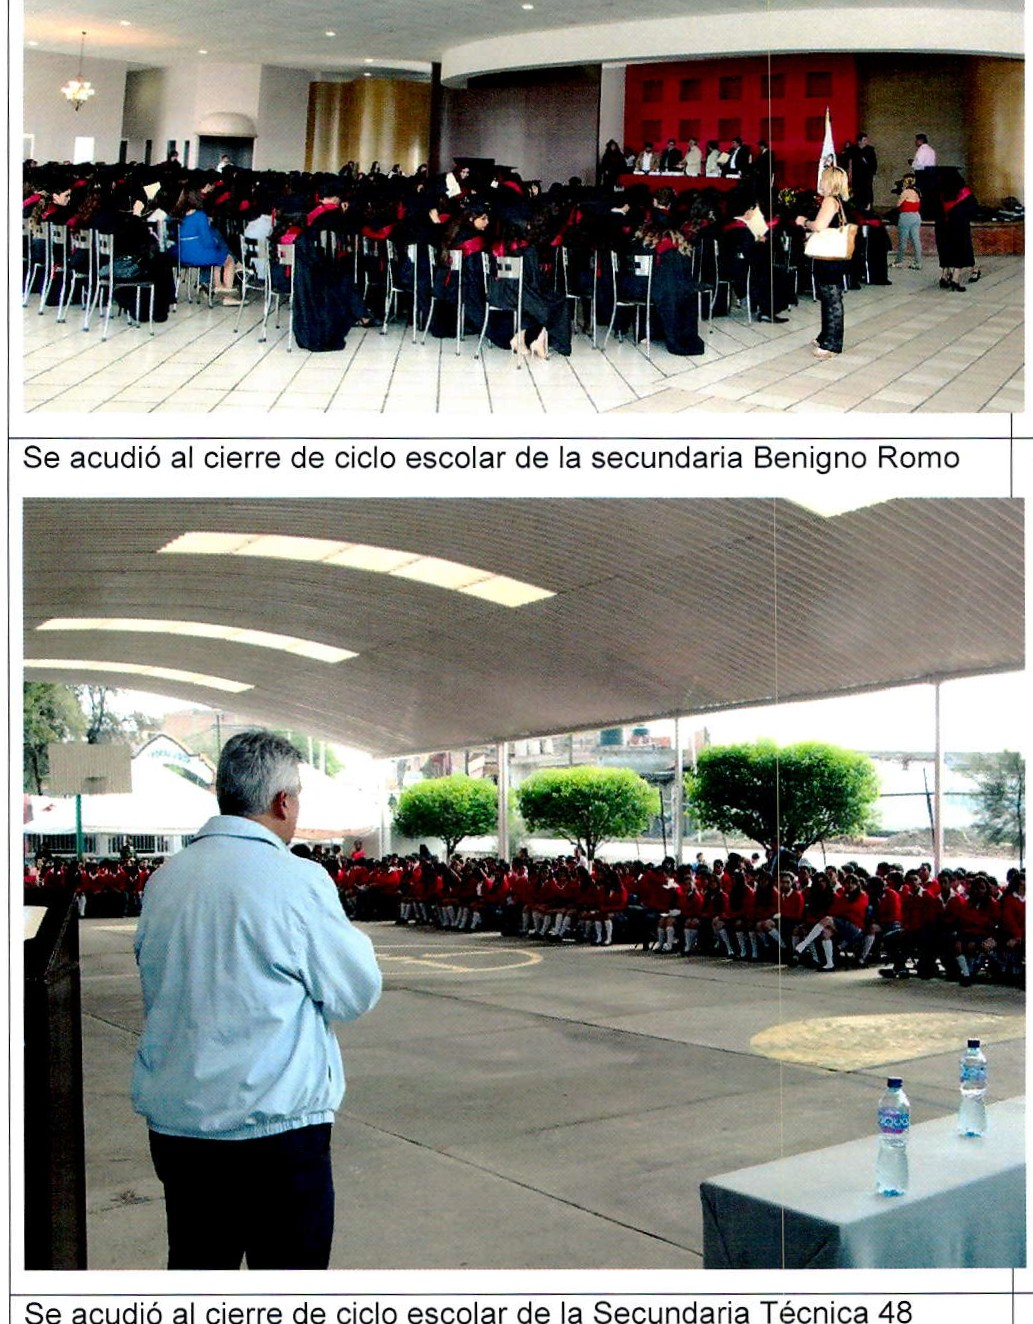 Se acudió al cierre de ciclo escolar de la secundaria Benigno Romo
Se acudió al cierre de ciclo escolar de la Secundaria Técnica 48